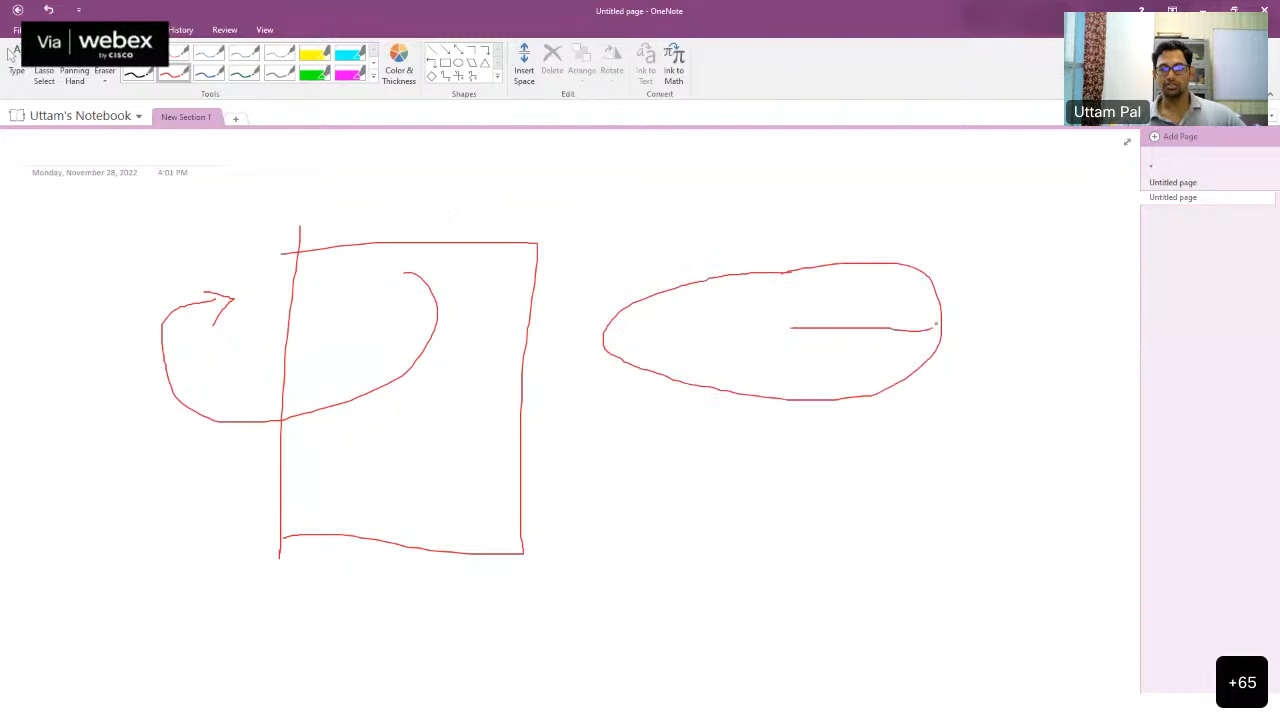 Untitled page - OneNote
Via webex
by CISCO
History Review View
Type
Lasso Select
Panning Hand
Eraser
Color & Thickness
Insert Space
Delete
Arrange
Rotate
Ink to Text
Ink to Math
Tools
Shapes
Edit
Convert
Uttam Pal
Uttam's Notebook
New Section 1
Add Page
Monday, November 28, 2022 4:01 PM
Untitled page
Untitled page
+65